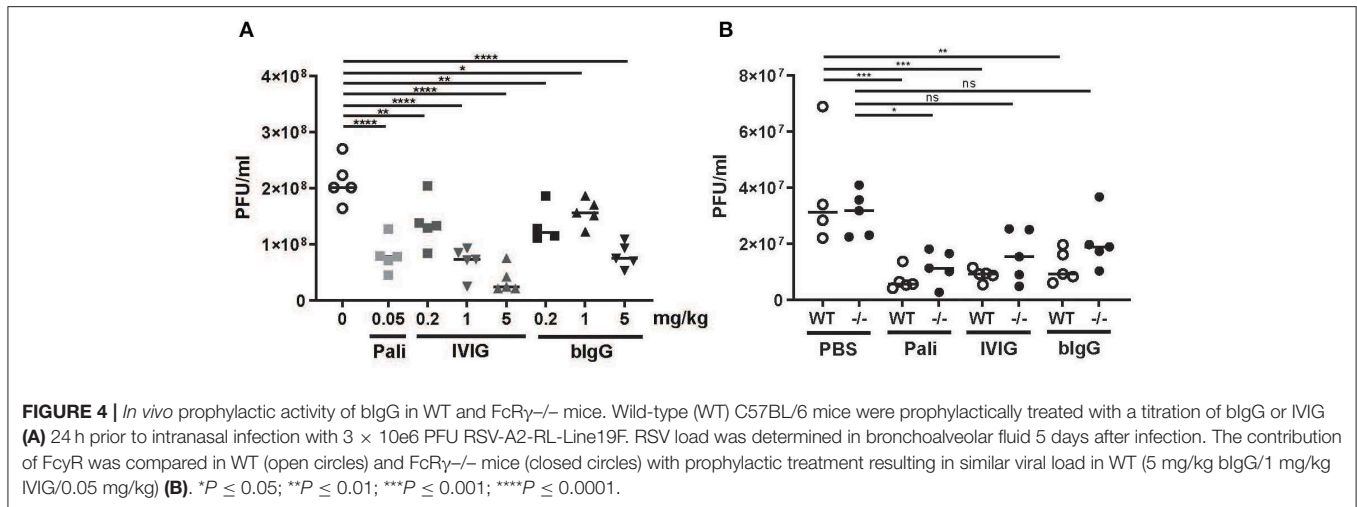 A
****
*
**
****
****
**
****
4×10⁸
3×10⁸
2×10⁸
1×10⁸
0
PFU/ml
0 0.05 0.2 1 5 0.2 1 5 mg/kg
Pali IVIG bIgG
B
**
***
***
ns
ns
*
8×10⁷
6×10⁷
4×10⁷
2×10⁷
0
PFU/ml
WT -/- WT -/- WT -/- WT -/-
PBS Pali IVIG bIgG
FIGURE 4 | In vivo prophylactic activity of bIgG in WT and FcRγ–/– mice. Wild-type (WT) C57BL/6 mice were prophylactically treated with a titration of bIgG or IVIG
(A) 24 h prior to intranasal infection with 3 × 10e6 PFU RSV-A2-RL-Line19F. RSV load was determined in bronchoalveolar fluid 5 days after infection. The contribution
of FcγR was compared in WT (open circles) and FcRγ–/– mice (closed circles) with prophylactic treatment resulting in similar viral load in WT (5 mg/kg bIgG/1 mg/kg
IVIG/0.05 mg/kg) (B). *P ≤ 0.05; **P ≤ 0.01; ***P ≤ 0.001; ****P ≤ 0.0001.